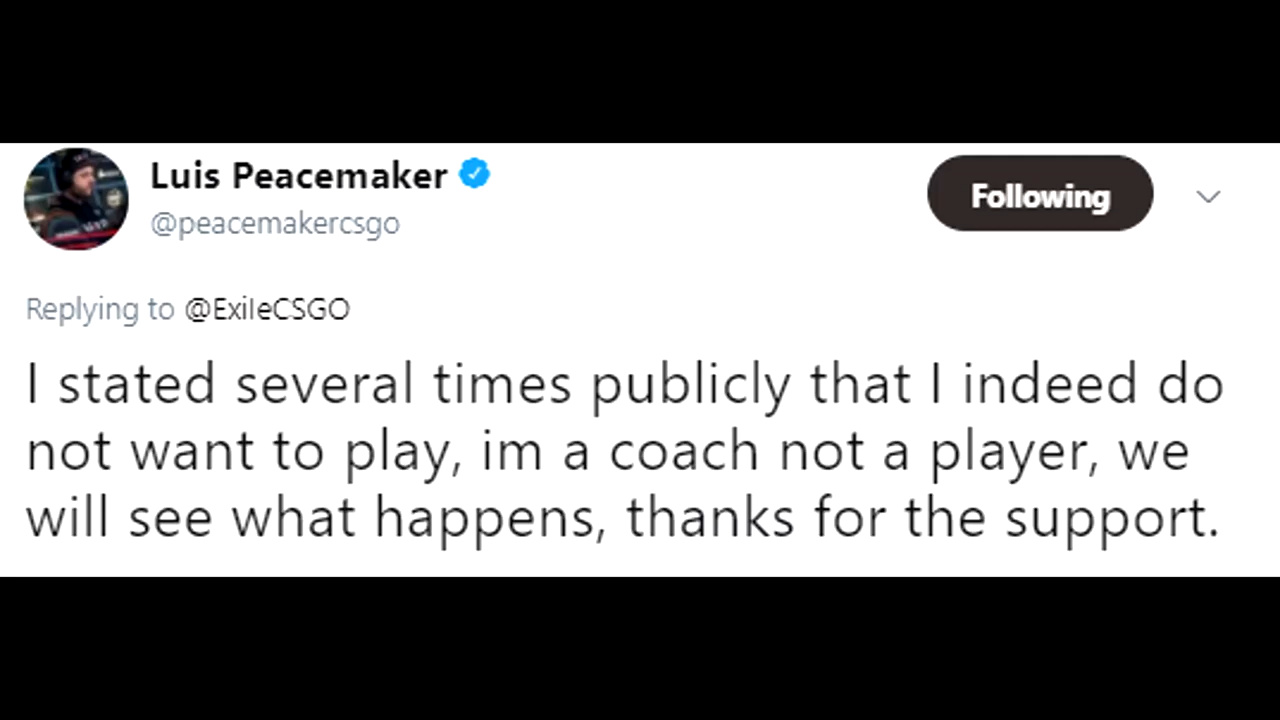 Luis Peacemaker
@peacemakercsgo
Following
Replying to @ExileCSGO
I stated several times publicly that I indeed do
not want to play, im a coach not a player, we
will see what happens, thanks for the support.